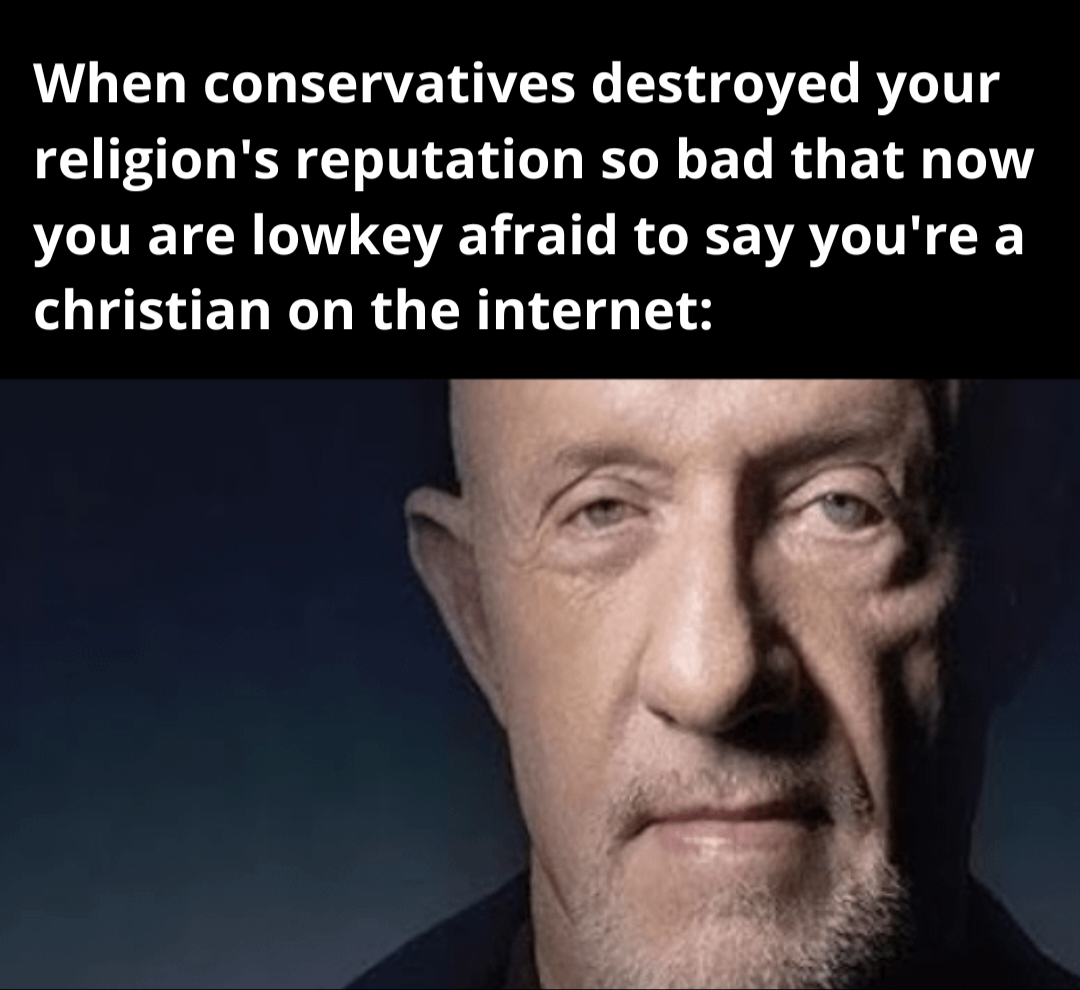 When conservatives destroyed your
religion's reputation so bad that now
you are lowkey afraid to say you're a
christian on the internet: